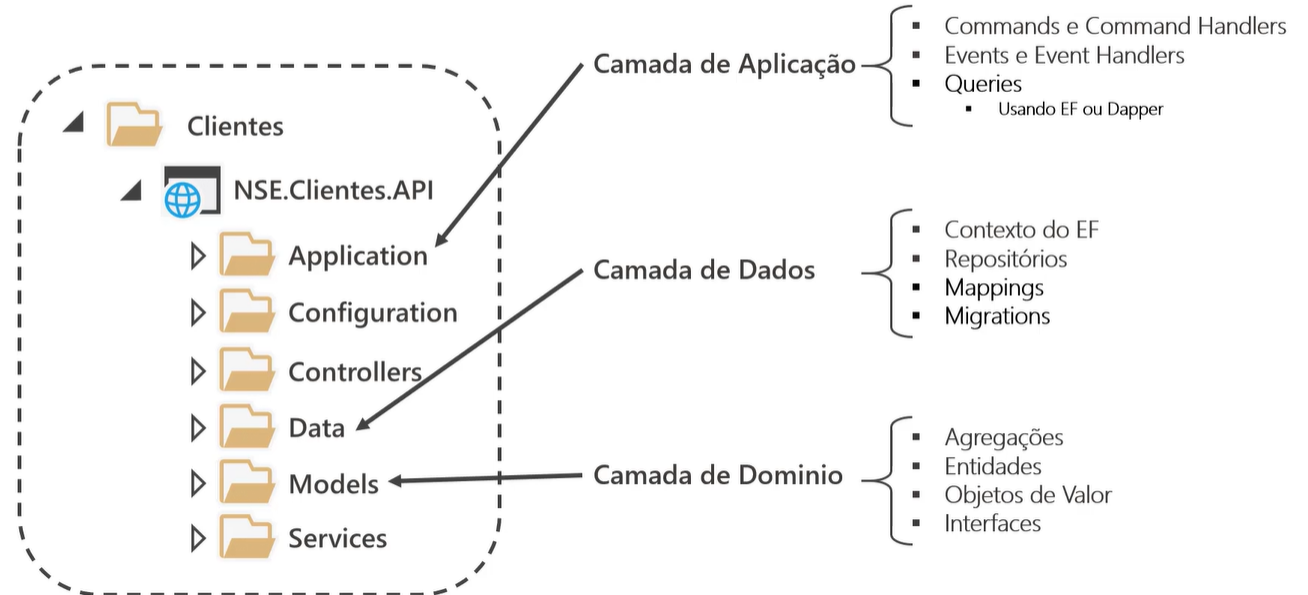 Clientes
NSE.Clientes.API
Application
Configuration
Controllers
Data
Models
Services
Camada de Aplicação
Commands e Command Handlers
Events e Event Handlers
Queries
Usando EF ou Dapper
Camada de Dados
Contexto do EF
Repositórios
Mappings
Migrations
Camada de Dominio
Agregações
Entidades
Objetos de Valor
Interfaces